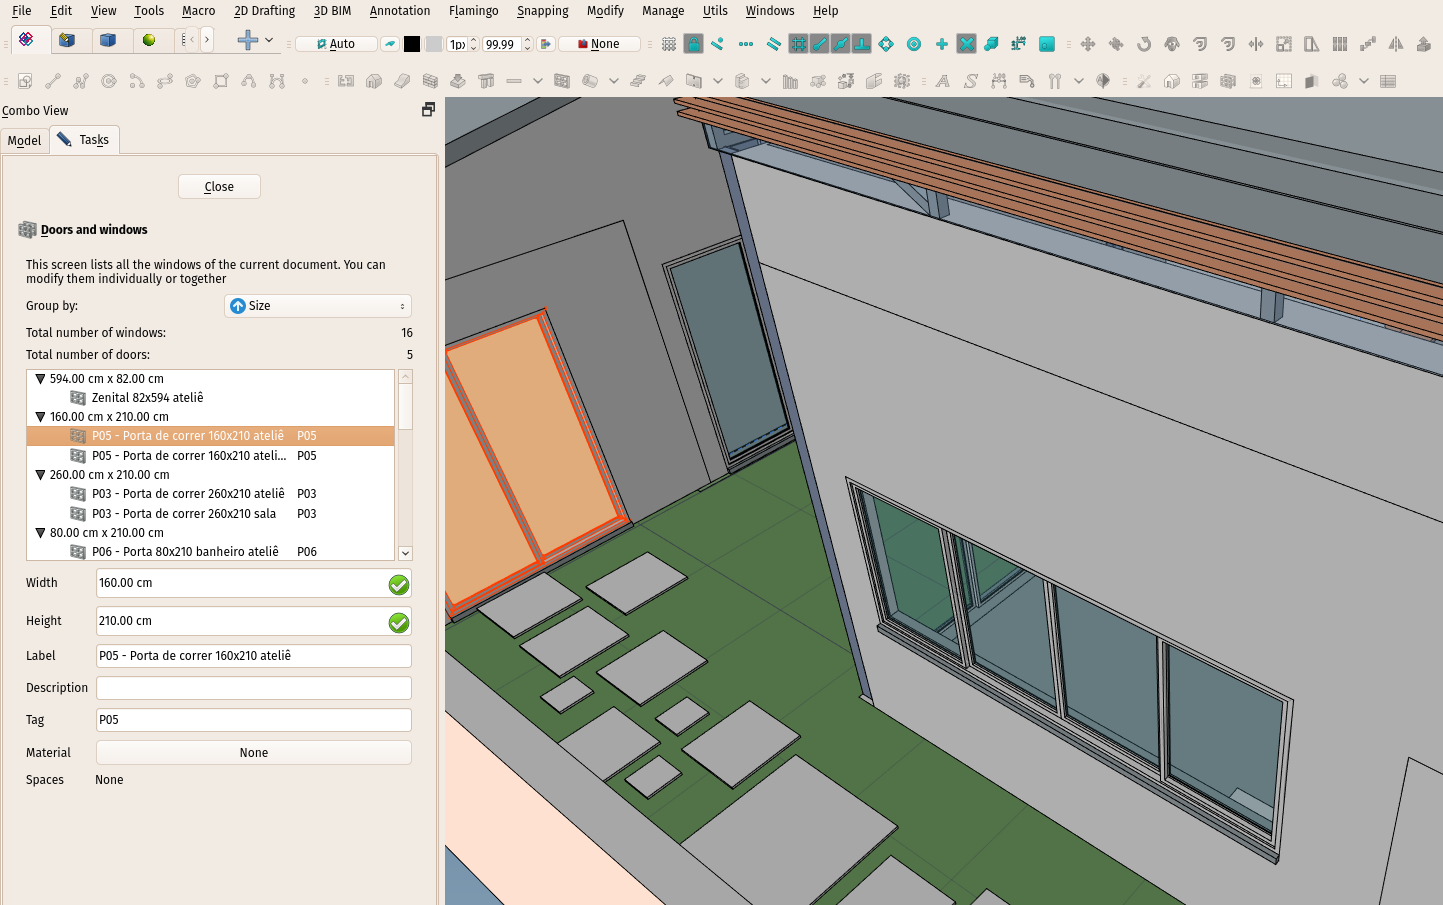 File Edit View Tools Macro 2D Drafting 3D BIM Annotation Flamingo Snapping Modify Manage Utils Windows Help
Auto 1p 99.99 None
Combo View
Model Tasks
Close
Doors and windows
This screen lists all the windows of the current document. You can
modify them individually or together
Group by: Size
Total number of windows: 16
Total number of doors: 5
594.00 cm x 82.00 cm
Zenital 82x594 ateliê
160.00 cm x 210.00 cm
P05 - Porta de correr 160x210 ateliê P05
P05 - Porta de correr 160x210 ateli... P05
260.00 cm x 210.00 cm
P03 - Porta de correr 260x210 ateliê P03
P03 - Porta de correr 260x210 sala P03
80.00 cm x 210.00 cm
P06 - Porta 80x210 banheiro ateliê P06
Width 160.00 cm
Height 210.00 cm
Label P05 - Porta de correr 160x210 ateliê
Description
Tag P05
Material None
Spaces None